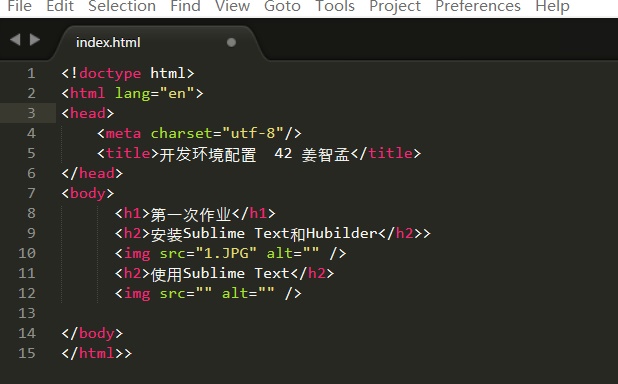 File Edit Selection Find View Goto Tools Project Preferences Help
index.html
1 <!doctype html>
2 <html lang="en">
3 <head>
4 <meta charset="utf-8"/>
5 <title>开发环境配置  42 姜智孟</title>
6 </head>
7 <body>
8 <h1>第一次作业</h1>
9 <h2>安装Sublime Text和Hubilder</h2>>
10 <img src="1.JPG" alt="" />
11 <h2>使用Sublime Text</h2>
12 <img src="" alt="" />
13
14 </body>
15 </html>>